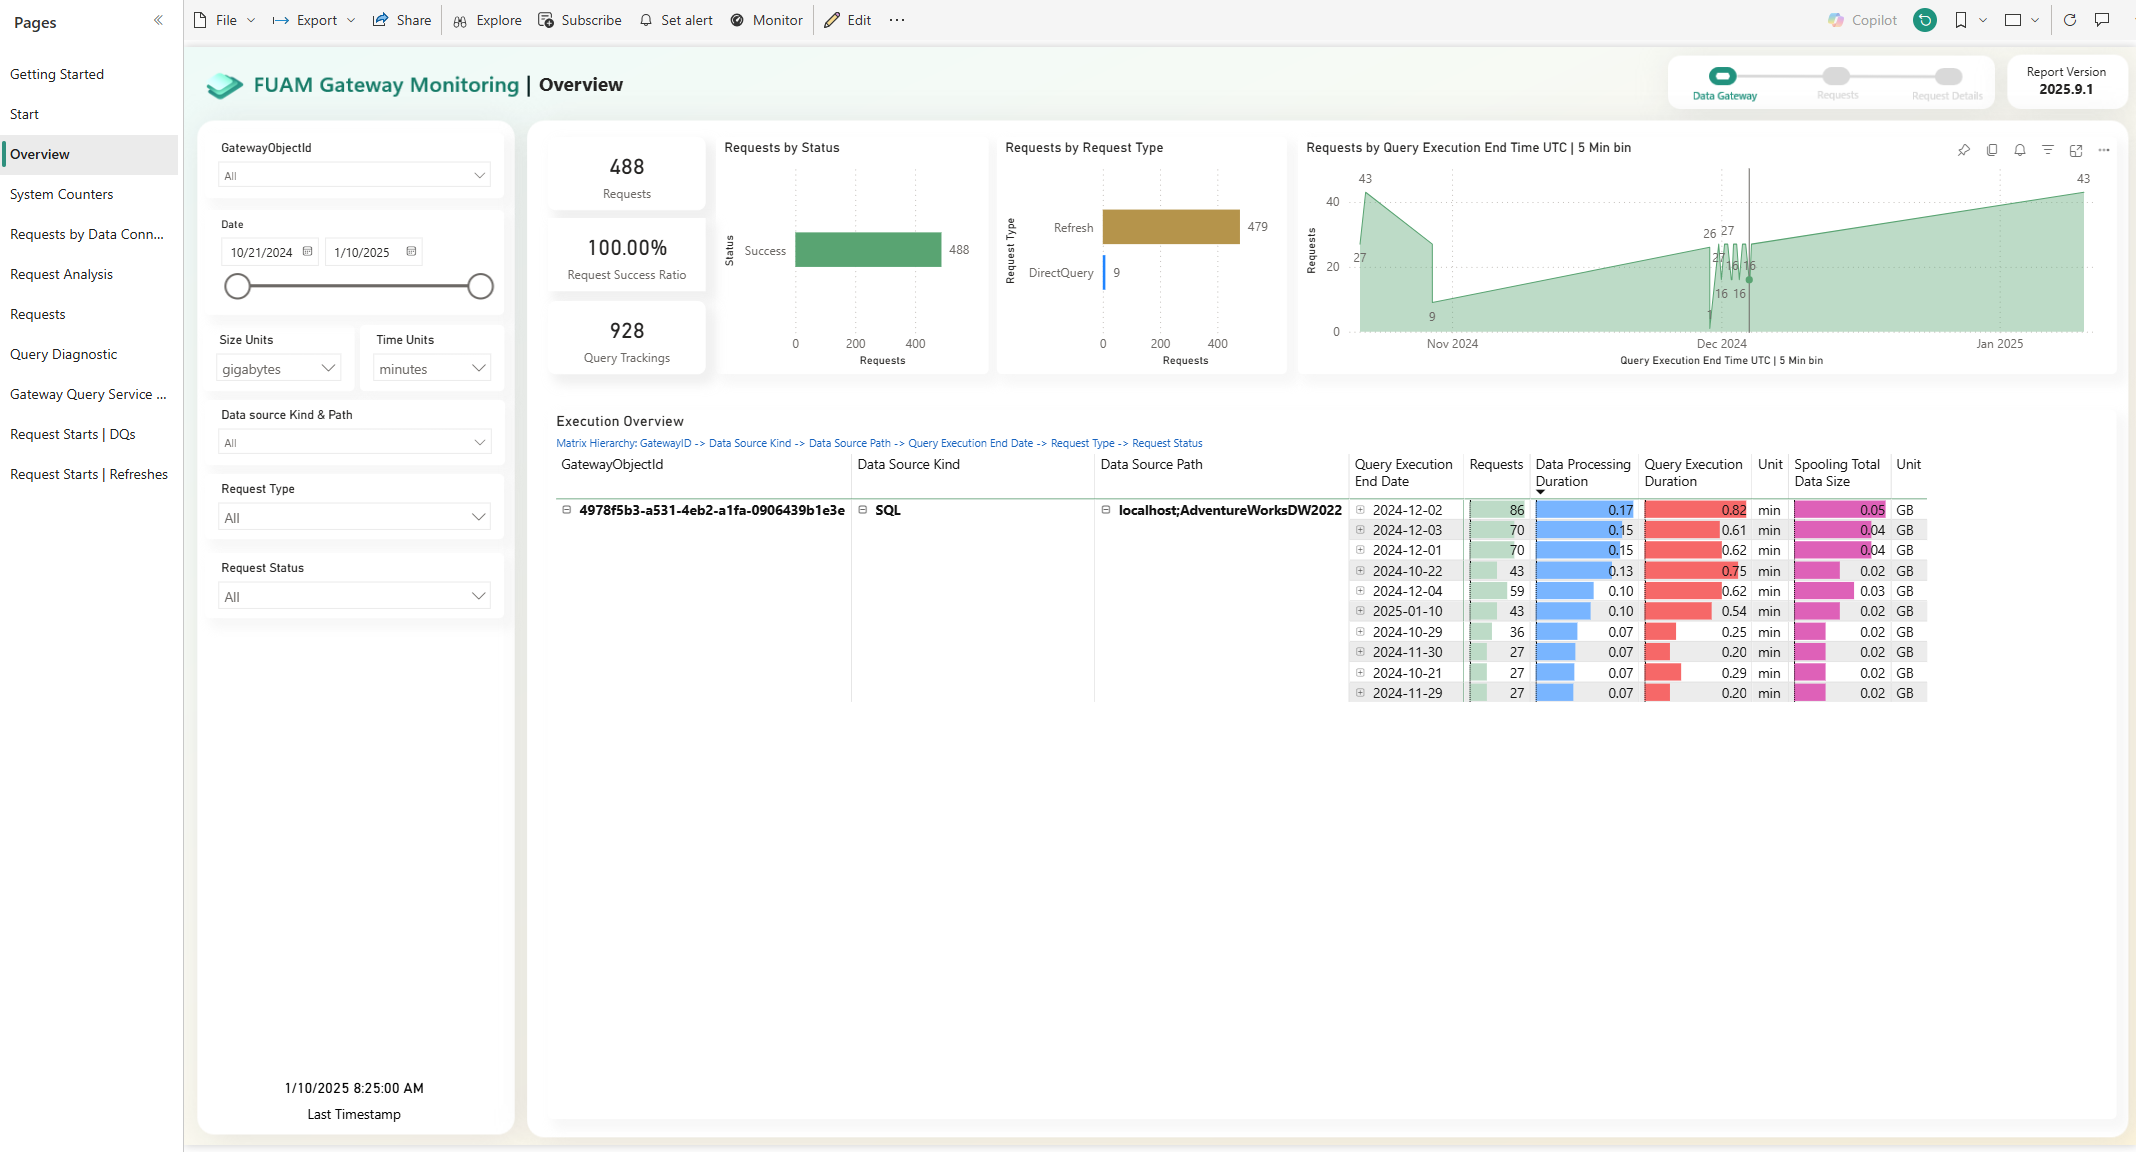 Pages
Getting Started
Start
Overview
System Counters
Requests by Data Conn...
Request Analysis
Requests
Query Diagnostic
Gateway Query Service ...
Request Starts | DQs
Request Starts | Refreshes
File
Export
Share
Explore
Subscribe
Set alert
Monitor
Edit
Copilot
FUAM Gateway Monitoring | Overview
Data Gateway
Requests
Request Details
Report Version
2025.9.1
GatewayObjectId
All
Date
10/21/2024
1/10/2025
Size Units
Time Units
gigabytes
minutes
Data source Kind & Path
All
Request Type
All
Request Status
All
1/10/2025 8:25:00 AM
Last Timestamp
488
Requests
100.00%
Request Success Ratio
928
Query Trackings
Requests by Status
Status
Success
488
0 200 400
Requests
Requests by Request Type
Request Type
Refresh
479
DirectQuery
9
0 200 400
Requests
Requests by Query Execution End Time UTC | 5 Min bin
Requests
40
20
0
43
27
9
26
27
27
16
16
16
16
1
43
Nov 2024
Dec 2024
Jan 2025
Query Execution End Time UTC | 5 Min bin
Execution Overview
Matrix Hierarchy: GatewayID -> Data Source Kind -> Data Source Path -> Query Execution End Date -> Request Type -> Request Status
GatewayObjectId
Data Source Kind
Data Source Path
Query Execution End Date
Requests
Data Processing Duration
Query Execution Duration
Unit
Spooling Total Data Size
Unit
4978f5b3-a531-4eb2-a1fa-0906439b1e3e SQL localhost;AdventureWorksDW2022 2024-12-02 86 0.17 0.82 min 0.05 GB
2024-12-03 70 0.15 0.61 min 0.04 GB
2024-12-01 70 0.15 0.62 min 0.04 GB
2024-10-22 43 0.13 0.75 min 0.02 GB
2024-12-04 59 0.10 0.62 min 0.03 GB
2025-01-10 43 0.10 0.54 min 0.02 GB
2024-10-29 36 0.07 0.25 min 0.02 GB
2024-11-30 27 0.07 0.20 min 0.02 GB
2024-10-21 27 0.07 0.29 min 0.02 GB
2024-11-29 27 0.07 0.20 min 0.02 GB